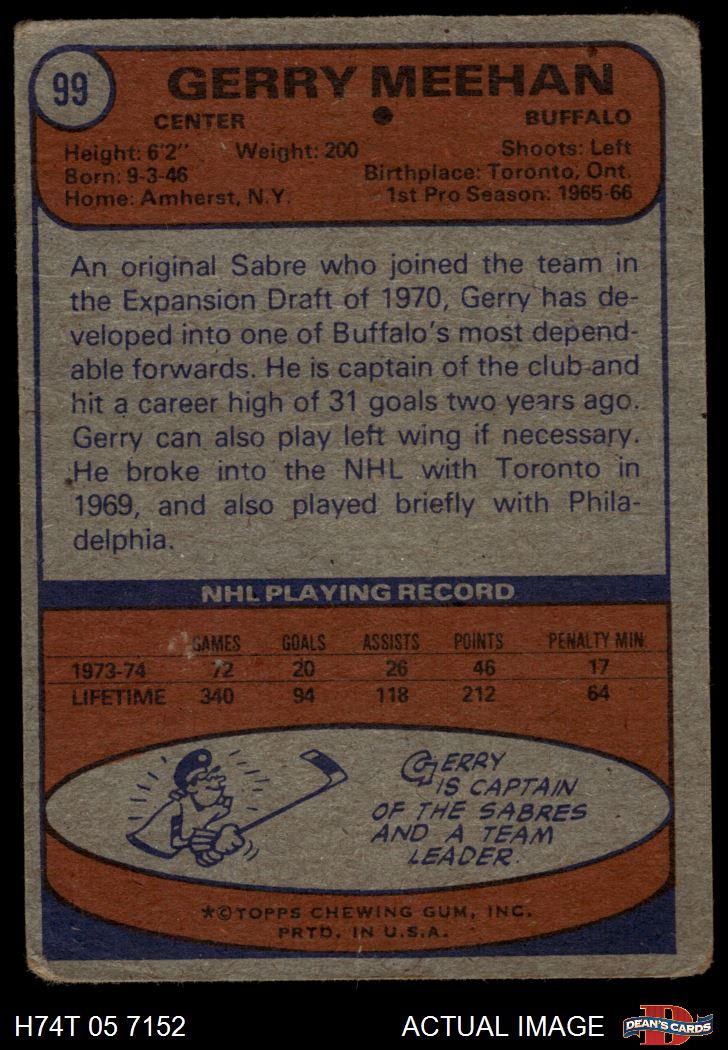 99
GERRY MEEHAN
CENTER BUFFALO
Height: 6'2" Weight: 200 Shoots: Left
Born: 9-3-46 Birthplace: Toronto, Ont.
Home: Amherst, N.Y. 1st Pro Season: 1965-66
An original Sabre who joined the team in
the Expansion Draft of 1970, Gerry has de-
veloped into one of Buffalo's most depend-
able forwards. He is captain of the club and
hit a career high of 31 goals two years ago.
Gerry can also play left wing if necessary.
He broke into the NHL with Toronto in
1969, and also played briefly with Phila-
delphia.
NHL PLAYING RECORD
GAMES GOALS ASSISTS POINTS PENALTY MIN.
1973-74 72 20 26 46 17
LIFETIME 340 94 118 212 64
GERRY
IS CAPTAIN
OF THE SABRES
AND A TEAM
LEADER.
★©TOPPS CHEWING GUM, INC.
PRTD. IN U.S.A.
H74T 05 7152 ACTUAL IMAGE
D
DEAN'S CARDS